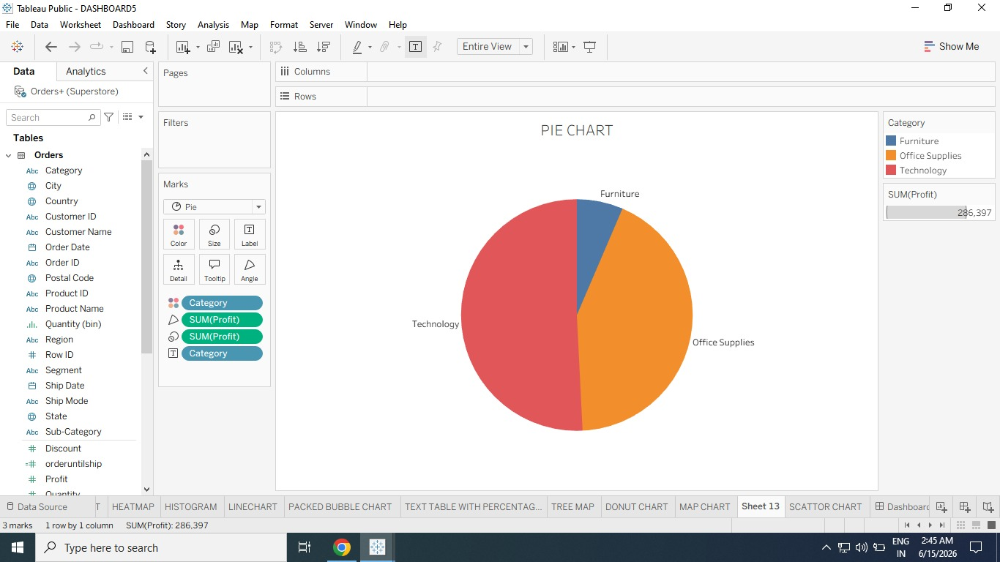 Tableau Public - DASHBOARD5
File Data Worksheet Dashboard Story Analysis Map Format Server Window Help
Entire View
Show Me
Data Analytics
Orders+ (Superstore)
Search
Tables
Orders
Abc Category
City
Country
Abc Customer ID
Abc Customer Name
Order Date
Abc Order ID
Postal Code
Abc Product ID
Abc Product Name
Quantity (bin)
Abc Region
Row ID
Abc Segment
Ship Date
Abc Ship Mode
State
Abc Sub-Category
Discount
orderuntilship
Profit
Quantity
Pages
Filters
Marks
Pie
Color Size Label
Detail Tooltip Angle
Category
SUM(Profit)
SUM(Profit)
Category
Columns
Rows
PIE CHART
Furniture
Technology
Office Supplies
Category
Furniture
Office Supplies
Technology
SUM(Profit)
286,397
Data Source T HEATMAP HISTOGRAM LINECHART PACKED BUBBLE CHART TEXT TABLE WITH PERCENTAG... TREE MAP DONUT CHART MAP CHART Sheet 13 SCATTOR CHART Dashboard
3 marks 1 row by 1 column SUM(Profit): 286,397
Type here to search
ENG
IN
2:45 AM
6/15/2026